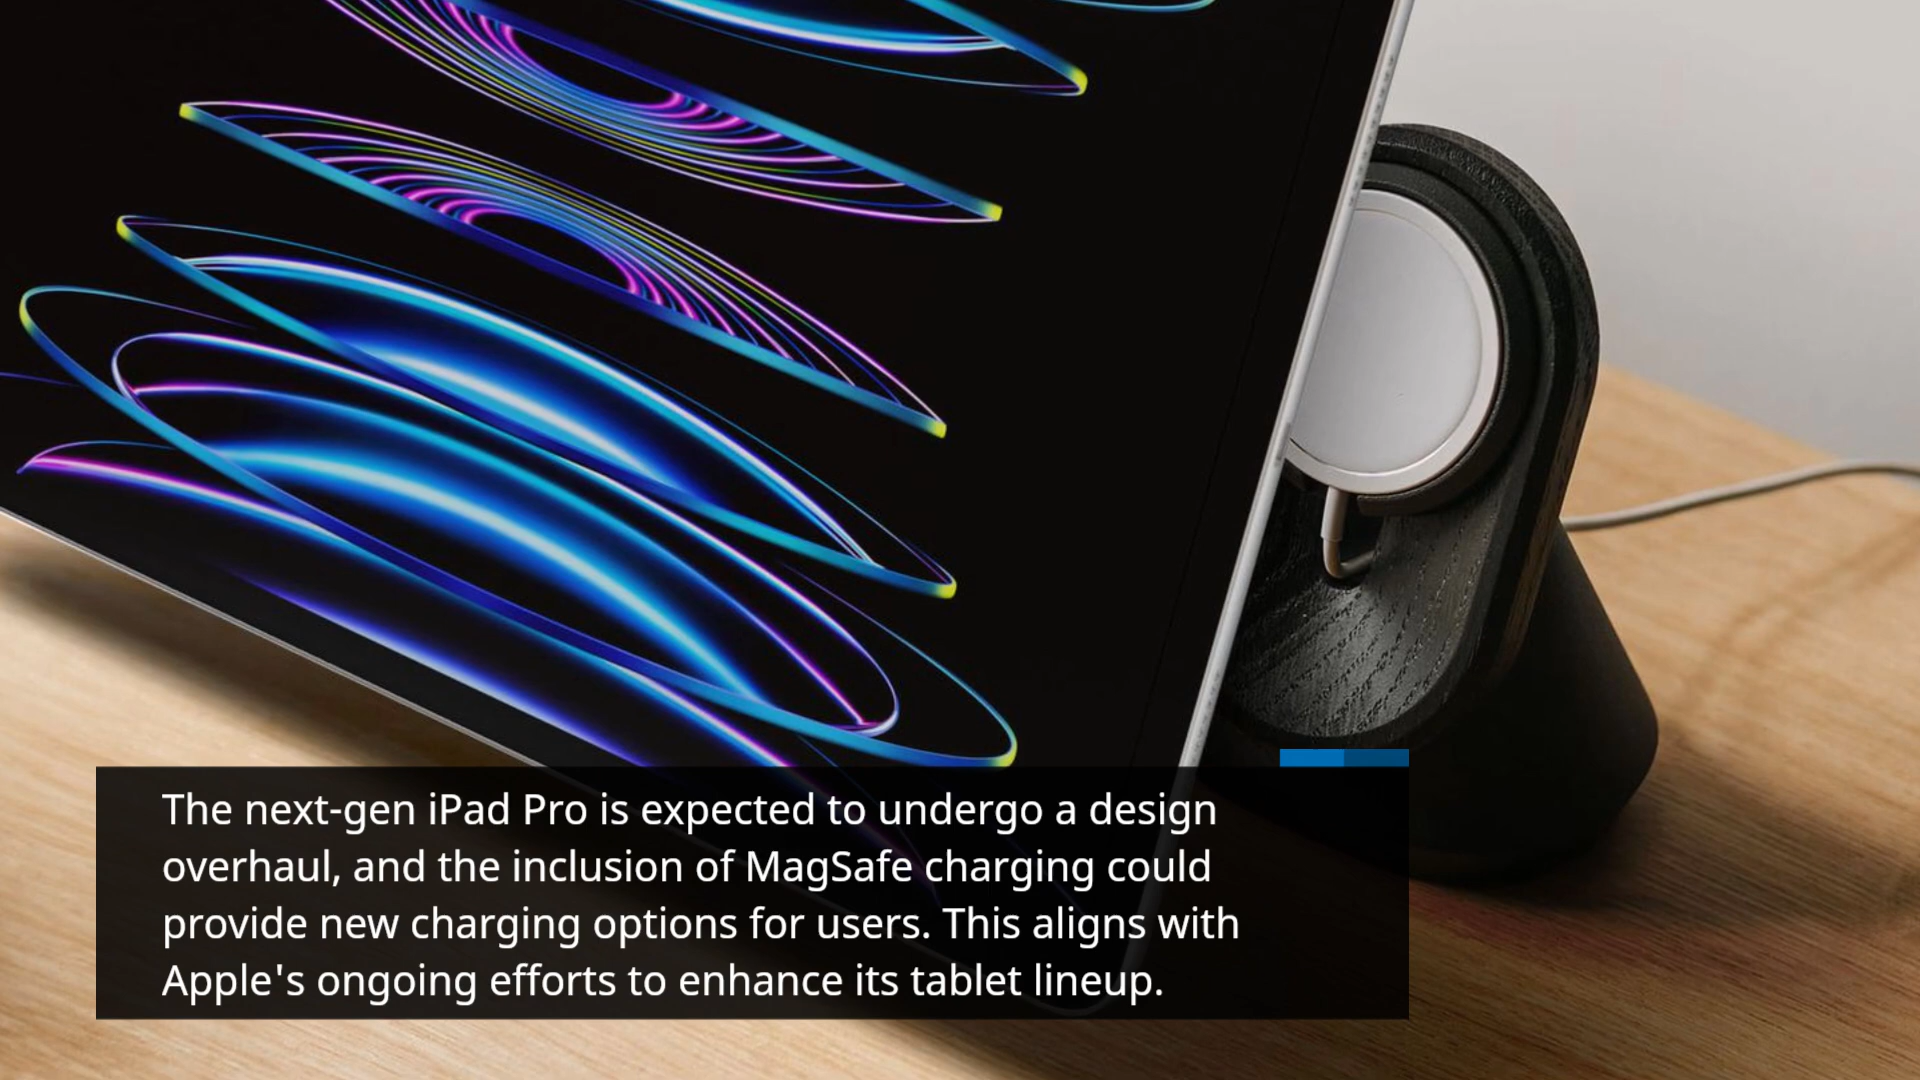 The next-gen iPad Pro is expected to undergo a design
overhaul, and the inclusion of MagSafe charging could
provide new charging options for users. This aligns with
Apple's ongoing efforts to enhance its tablet lineup.